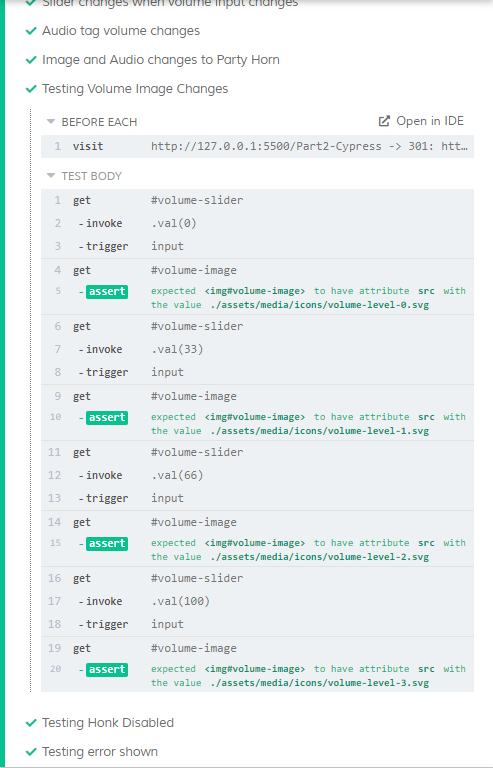 Slider changes when volume input changes
Audio tag volume changes
Image and Audio changes to Party Horn
Testing Volume Image Changes
BEFORE EACH Open in IDE
1 visit http://127.0.0.1:5500/Part2-Cypress -> 301: htt…
TEST BODY
1 get #volume-slider
2 -invoke .val(0)
3 -trigger input
4 get #volume-image
5 -assert expected <img#volume-image> to have attribute src with
the value ./assets/media/icons/volume-level-0.svg
6 get #volume-slider
7 -invoke .val(33)
8 -trigger input
9 get #volume-image
10 -assert expected <img#volume-image> to have attribute src with
the value ./assets/media/icons/volume-level-1.svg
11 get #volume-slider
12 -invoke .val(66)
13 -trigger input
14 get #volume-image
15 -assert expected <img#volume-image> to have attribute src with
the value ./assets/media/icons/volume-level-2.svg
16 get #volume-slider
17 -invoke .val(100)
18 -trigger input
19 get #volume-image
20 -assert expected <img#volume-image> to have attribute src with
the value ./assets/media/icons/volume-level-3.svg
Testing Honk Disabled
Testing error shown